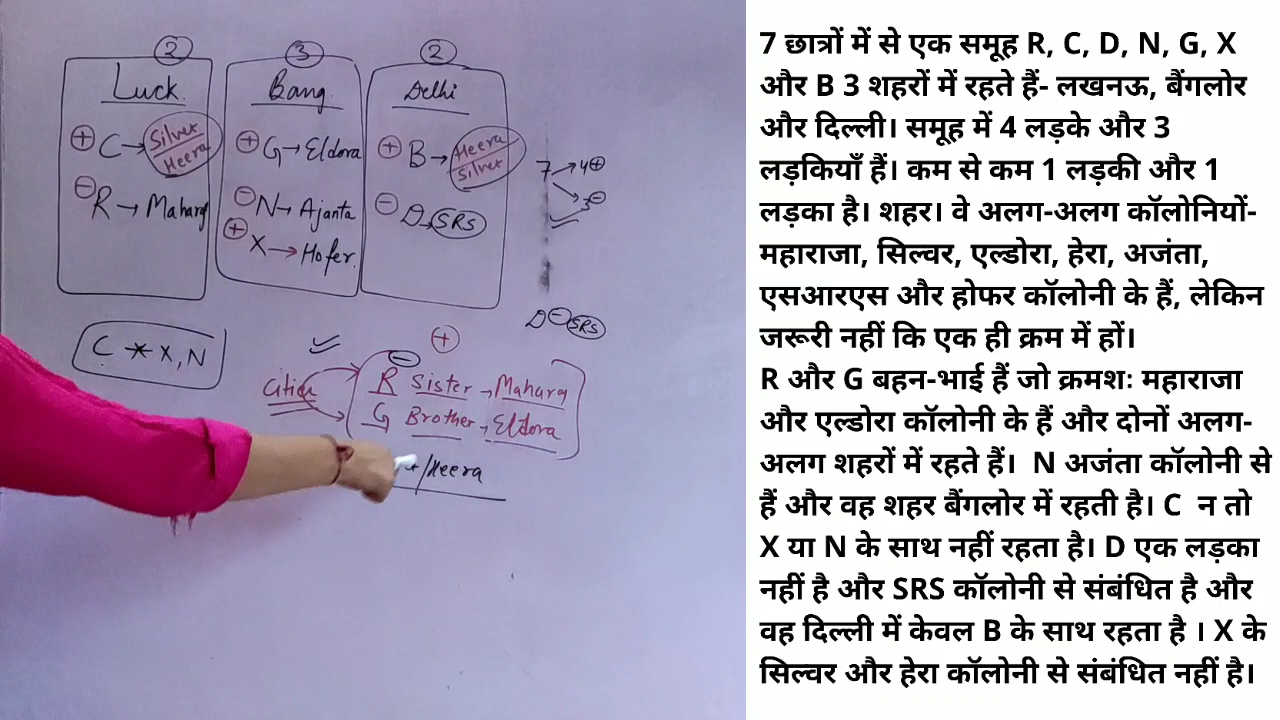 ② ③ ②
Luck. Bang. Delhi
⊕ C → Silver Heera
⊖ R → Maharaj
⊕ G → Eldora
⊖ N → Ajanta
⊕ X → Hofer.
⊕ B → Heera Silver
⊖ D → SRS
7 → 4⊕
→ 3⊖
D⊖ SRS
C X, N
⊕
⊖
Cities
R Sister → Maharaj
G Brother → Eldora
/Heera
7 छात्रों में से एक समूह R, C, D, N, G, X
और B 3 शहरों में रहते हैं- लखनऊ, बैंगलोर
और दिल्ली। समूह में 4 लड़के और 3
लड़कियाँ हैं। कम से कम 1 लड़की और 1
लड़का है। शहर। वे अलग-अलग कॉलोनियों-
महाराजा, सिल्वर, एल्डोरा, हेरा, अजंता,
एसआरएस और होफर कॉलोनी के हैं, लेकिन
जरूरी नहीं कि एक ही क्रम में हों।
R और G बहन-भाई हैं जो क्रमशः महाराजा
और एल्डोरा कॉलोनी के हैं और दोनों अलग-
अलग शहरों में रहते हैं। N अजंता कॉलोनी से
हैं और वह शहर बैंगलोर में रहती है। C न तो
X या N के साथ नहीं रहता है। D एक लड़का
नहीं है और SRS कॉलोनी से संबंधित है और
वह दिल्ली में केवल B के साथ रहता है । X के
सिल्वर और हेरा कॉलोनी से संबंधित नहीं है।